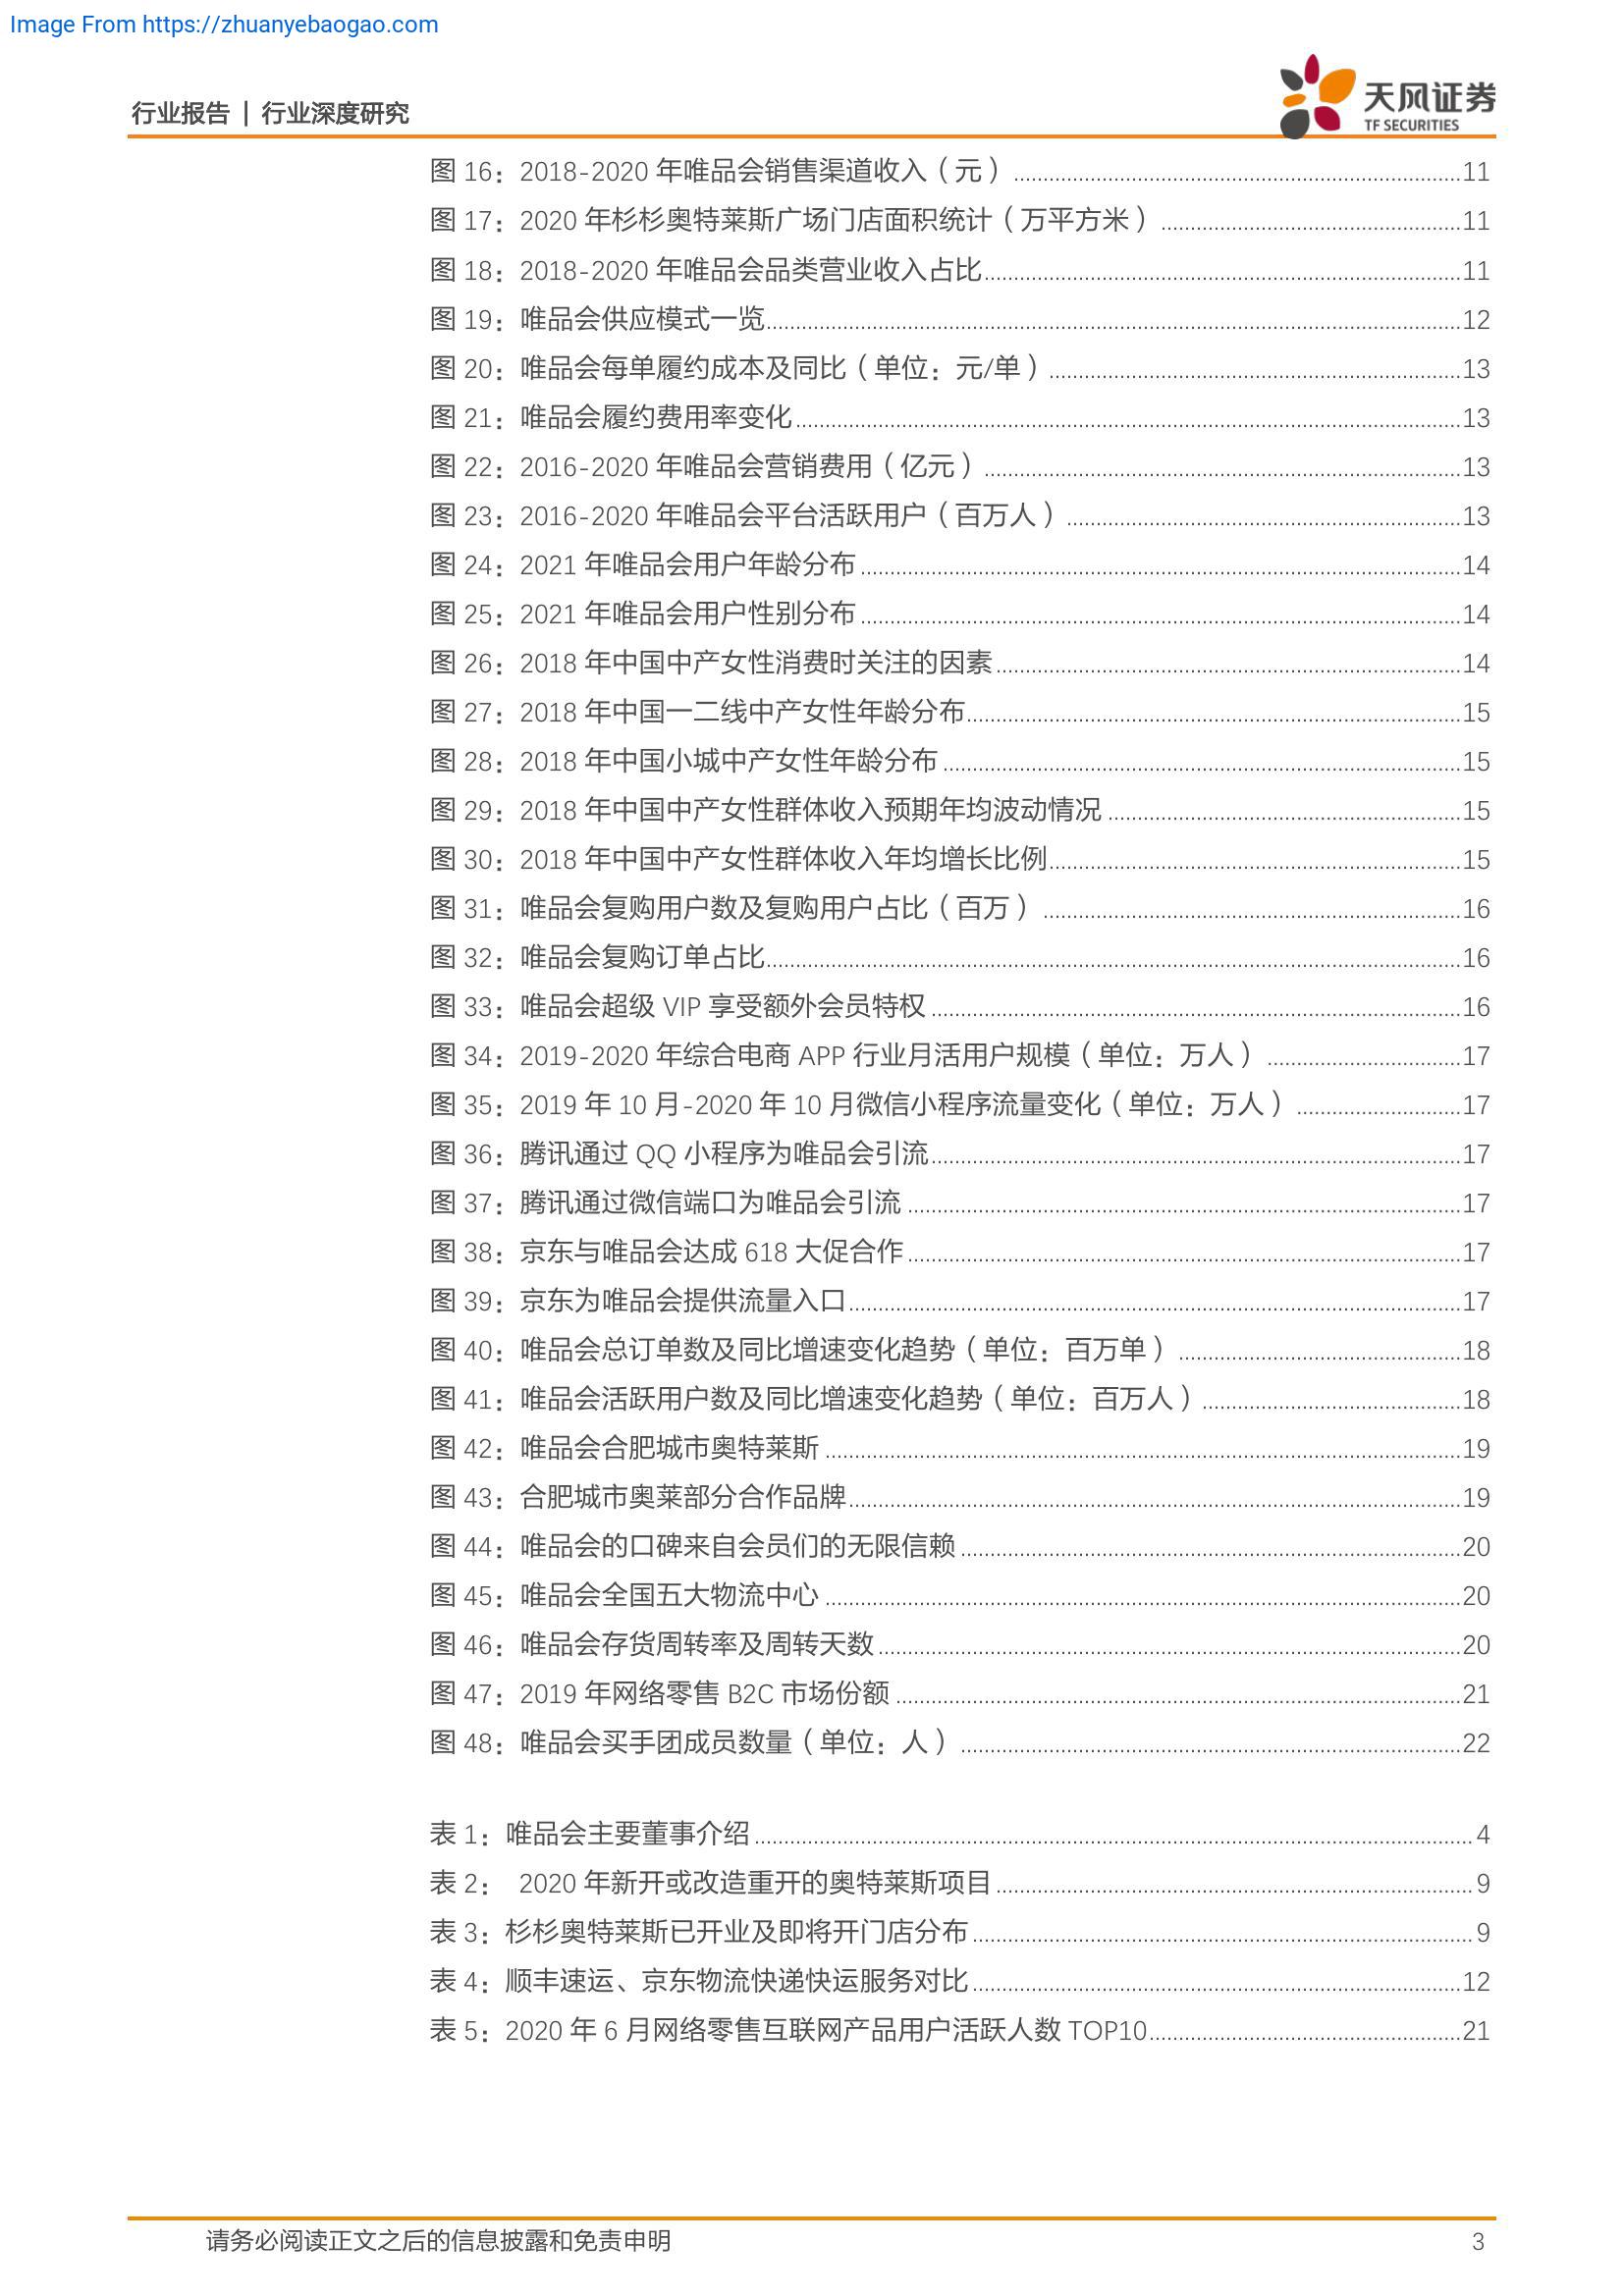 Image From https://zhuanyebaogao.com
行业报告 | 行业深度研究
天风证券
TF SECURITIES
图 16：2018-2020 年唯品会销售渠道收入（元）......11
图 17：2020 年杉杉奥特莱斯广场门店面积统计（万平方米）......11
图 18：2018-2020 年唯品会品类营业收入占比......11
图 19：唯品会供应模式一览......12
图 20：唯品会每单履约成本及同比（单位：元/单）......13
图 21：唯品会履约费用率变化......13
图 22：2016-2020 年唯品会营销费用（亿元）......13
图 23：2016-2020 年唯品会平台活跃用户（百万人）......13
图 24：2021 年唯品会用户年龄分布......14
图 25：2021 年唯品会用户性别分布......14
图 26：2018 年中国中产女性消费时关注的因素......14
图 27：2018 年中国一二线中产女性年龄分布......15
图 28：2018 年中国小城中产女性年龄分布......15
图 29：2018 年中国中产女性群体收入预期年均波动情况......15
图 30：2018 年中国中产女性群体收入年均增长比例......15
图 31：唯品会复购用户数及复购用户占比（百万）......16
图 32：唯品会复购订单占比......16
图 33：唯品会超级 VIP 享受额外会员特权......16
图 34：2019-2020 年综合电商 APP 行业月活用户规模（单位：万人）......17
图 35：2019 年 10 月-2020 年 10 月微信小程序流量变化（单位：万人）......17
图 36：腾讯通过 QQ 小程序为唯品会引流......17
图 37：腾讯通过微信端口为唯品会引流......17
图 38：京东与唯品会达成 618 大促合作......17
图 39：京东为唯品会提供流量入口......17
图 40：唯品会总订单数及同比增速变化趋势（单位：百万单）......18
图 41：唯品会活跃用户数及同比增速变化趋势（单位：百万人）......18
图 42：唯品会合肥城市奥特莱斯......19
图 43：合肥城市奥莱部分合作品牌......19
图 44：唯品会的口碑来自会员们的无限信赖......20
图 45：唯品会全国五大物流中心......20
图 46：唯品会存货周转率及周转天数......20
图 47：2019 年网络零售 B2C 市场份额......21
图 48：唯品会买手团成员数量（单位：人）......22
表 1：唯品会主要董事介绍......4
表 2： 2020 年新开或改造重开的奥特莱斯项目......9
表 3：杉杉奥特莱斯已开业及即将开门店分布......9
表 4：顺丰速运、京东物流快递快运服务对比......12
表 5：2020 年 6 月网络零售互联网产品用户活跃人数 TOP10......21
请务必阅读正文之后的信息披露和免责申明 3